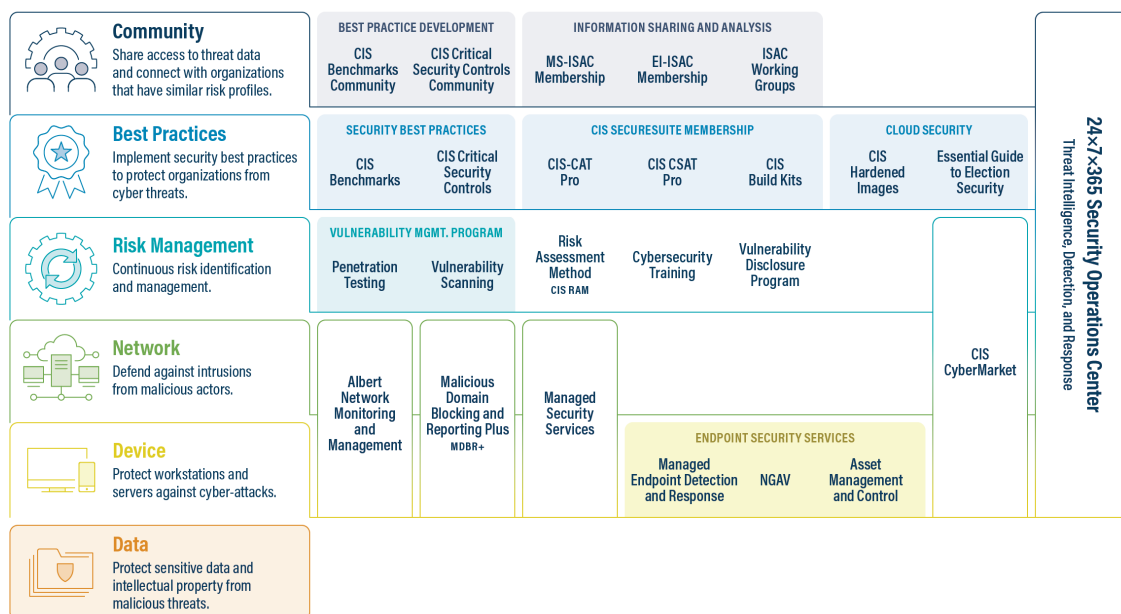 Community
Share access to threat data
and connect with organizations
that have similar risk profiles.
BEST PRACTICE DEVELOPMENT
CIS
Benchmarks
Community
CIS Critical
Security Controls
Community
INFORMATION SHARING AND ANALYSIS
MS-ISAC
Membership
EI-ISAC
Membership
ISAC
Working
Groups
Best Practices
Implement security best practices
to protect organizations from
cyber threats.
SECURITY BEST PRACTICES
CIS
Benchmarks
CIS Critical
Security
Controls
CIS SECURESUITE MEMBERSHIP
CIS-CAT
Pro
CIS CSAT
Pro
CIS
Build Kits
CLOUD SECURITY
CIS
Hardened
Images
Essential Guide
to Election
Security
Risk Management
Continuous risk identification
and management.
VULNERABILITY MGMT. PROGRAM
Penetration
Testing
Vulnerability
Scanning
Risk
Assessment
Method
CIS RAM
Cybersecurity
Training
Vulnerability
Disclosure
Program
Network
Defend against intrusions
from malicious actors.
Albert
Network
Monitoring
and
Management
Malicious
Domain
Blocking and
Reporting Plus
MDBR+
Managed
Security
Services
CIS
CyberMarket
Device
Protect workstations and
servers against cyber-attacks.
ENDPOINT SECURITY SERVICES
Managed
Endpoint Detection
and Response
NGAV
Asset
Management
and Control
Data
Protect sensitive data and
intellectual property from
malicious threats.
24×7×365 Security Operations Center
Threat Intelligence, Detection, and Response